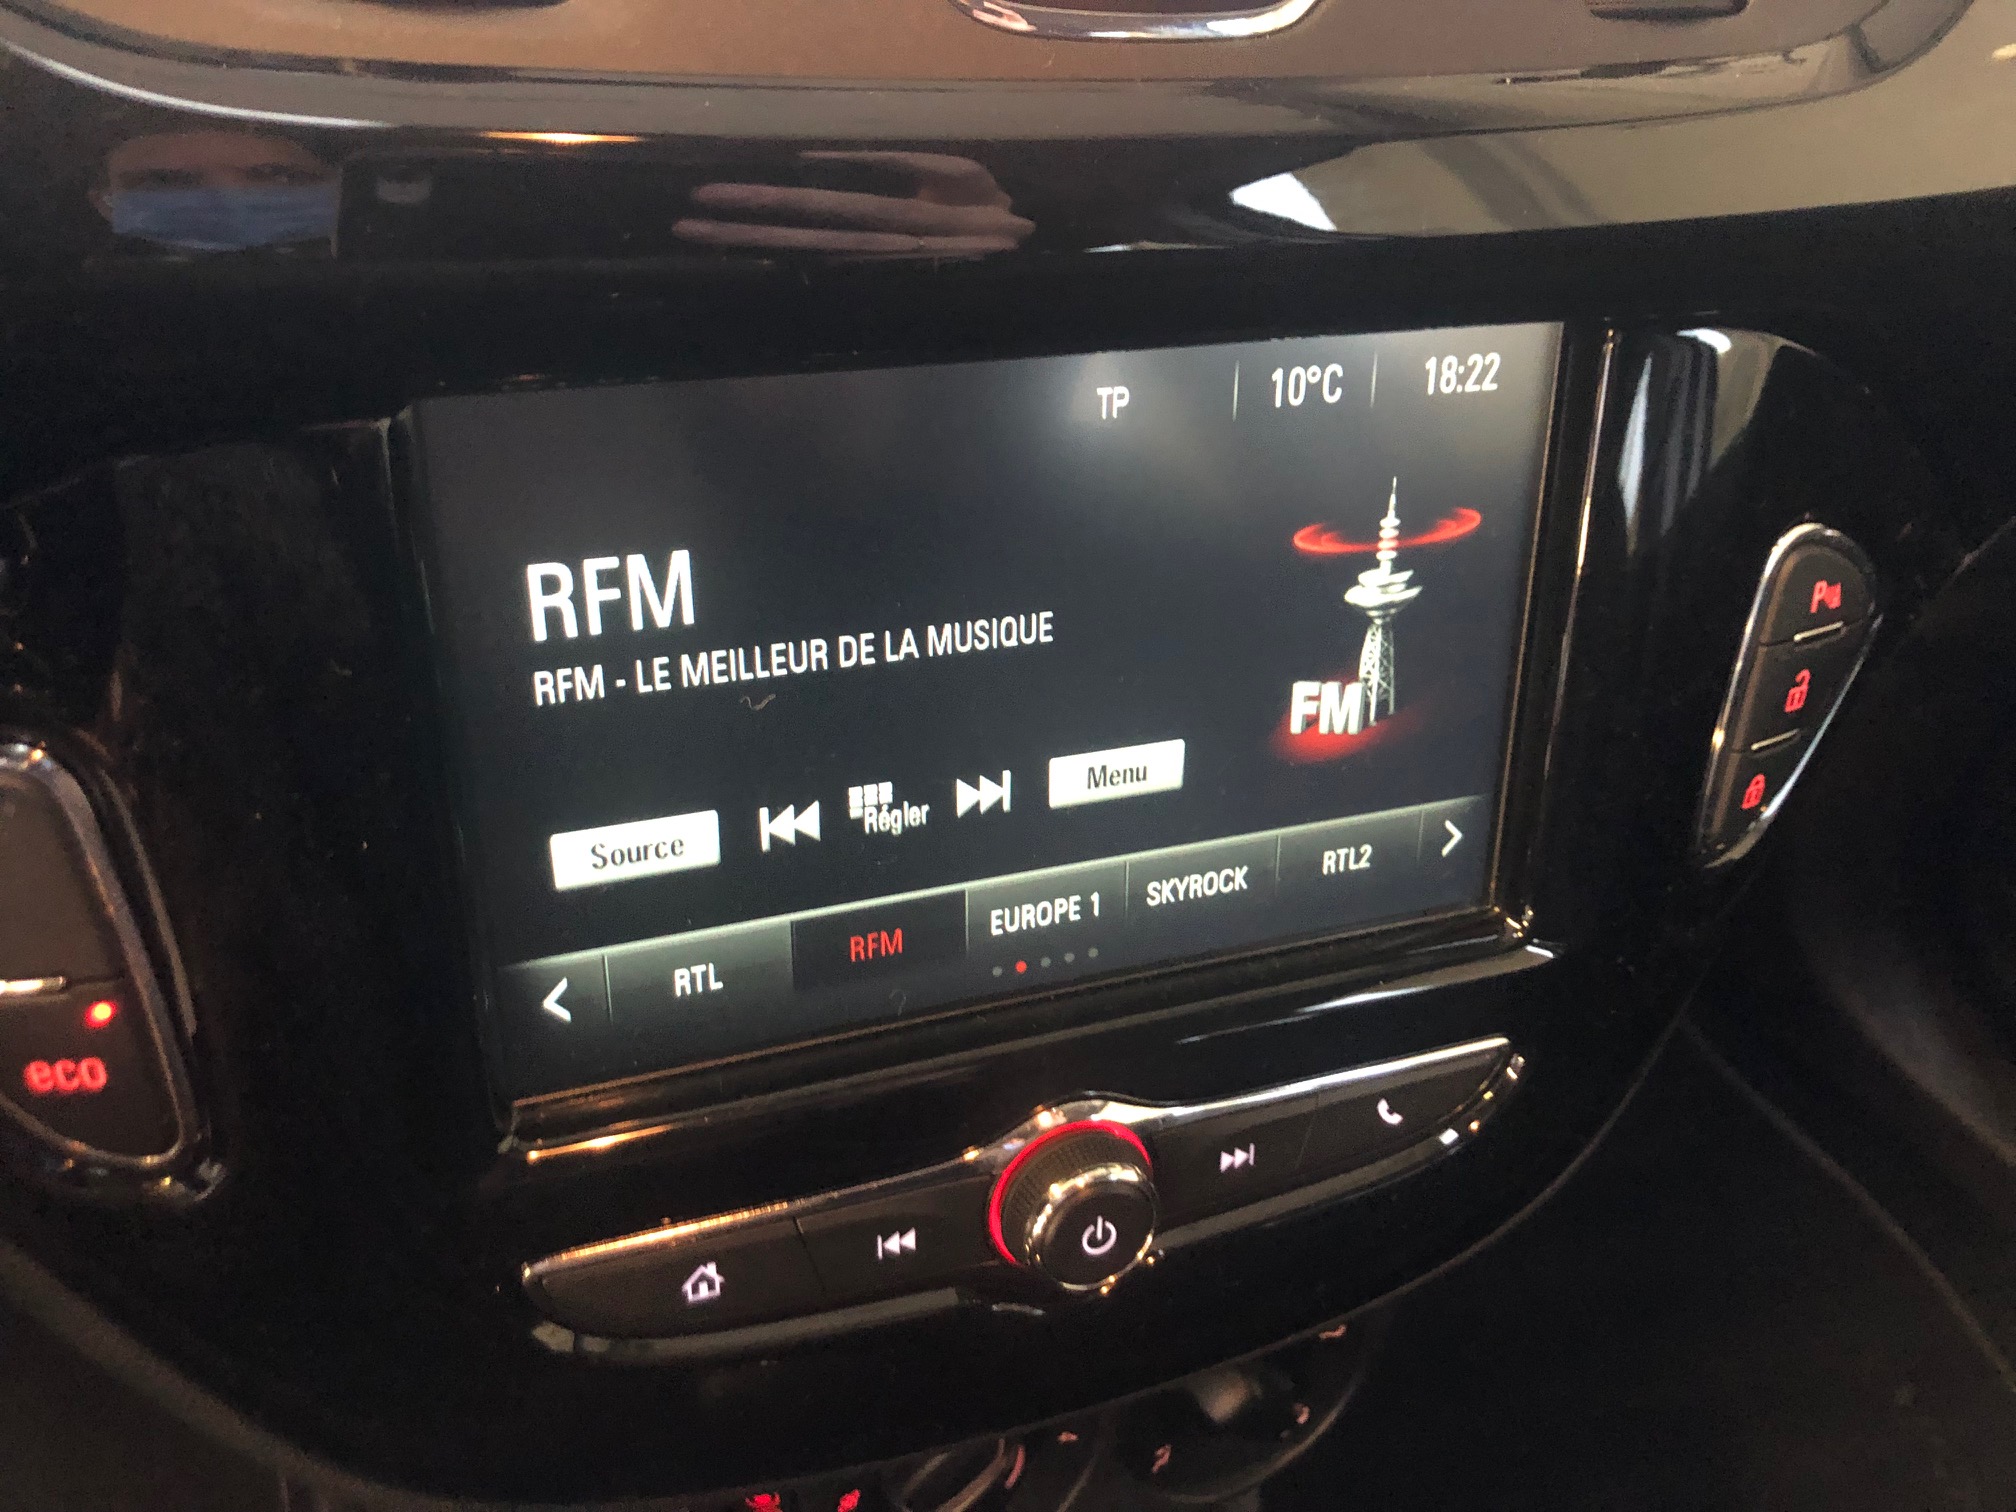 TP 10°C 18:22
RFM
RFM - LE MEILLEUR DE LA MUSIQUE
FM
Source Régler Menu
RTL RFM EUROPE 1 SKYROCK RTL2
eco